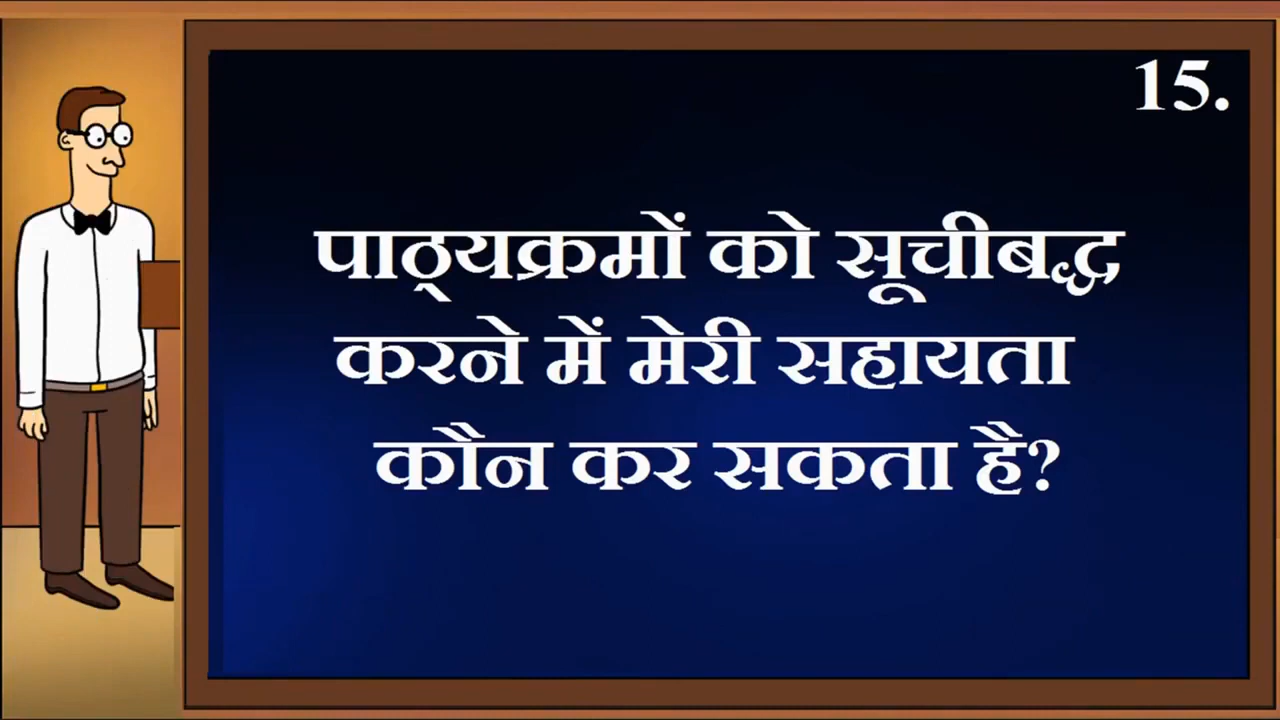 15.
पाठ्यक्रमों को सूचीबद्ध
करने में मेरी सहायता
कौन कर सकता है?